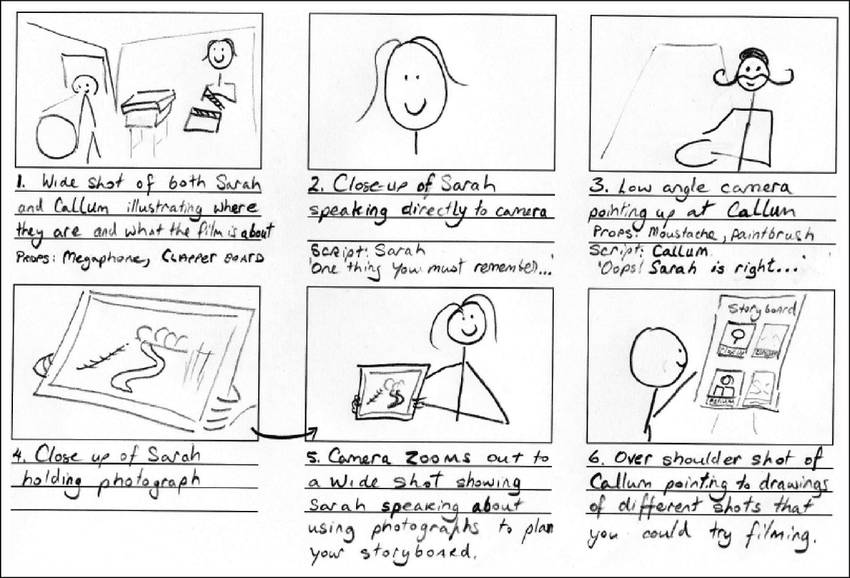 1. Wide shot of both Sarah
and Callum illustrating where
they are and what the film is about
Props: Megaphone, CLAPPER BOARD
2. Close-up of Sarah
speaking directly to camera
Script: Sarah
'One thing you must remember...'
3. Low angle camera
pointing up at Callum
Props: Moustache, paintbrush
Script: Callum
'Oops! Sarah is right...'
4. Close up of Sarah
holding photograph
5. Camera zooms out to
a wide shot showing
Sarah speaking about
using photographs to plan
your storyboard.
Storyboard
6. Over shoulder shot of
Callum pointing to drawings
of different shots that
you could try filming.